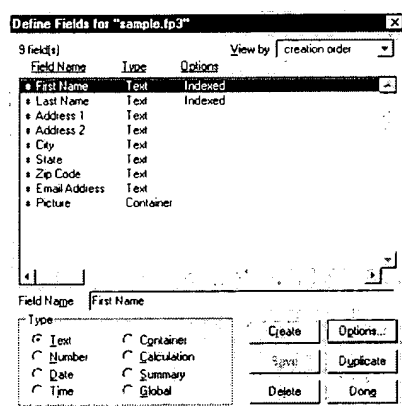 Define Fields for "sample.fp3"
9 field(s) View by creation order
Field Name Type Options
First Name Text Indexed
Last Name Text Indexed
Address 1 Text
Address 2 Text
City Text
State Text
Zip Code Text
Email Address Text
Picture Container
Field Name First Name
Type
Text Container
Number Calculation
Date Summary
Time Global
Create Options...
Save Duplicate
Delete Done